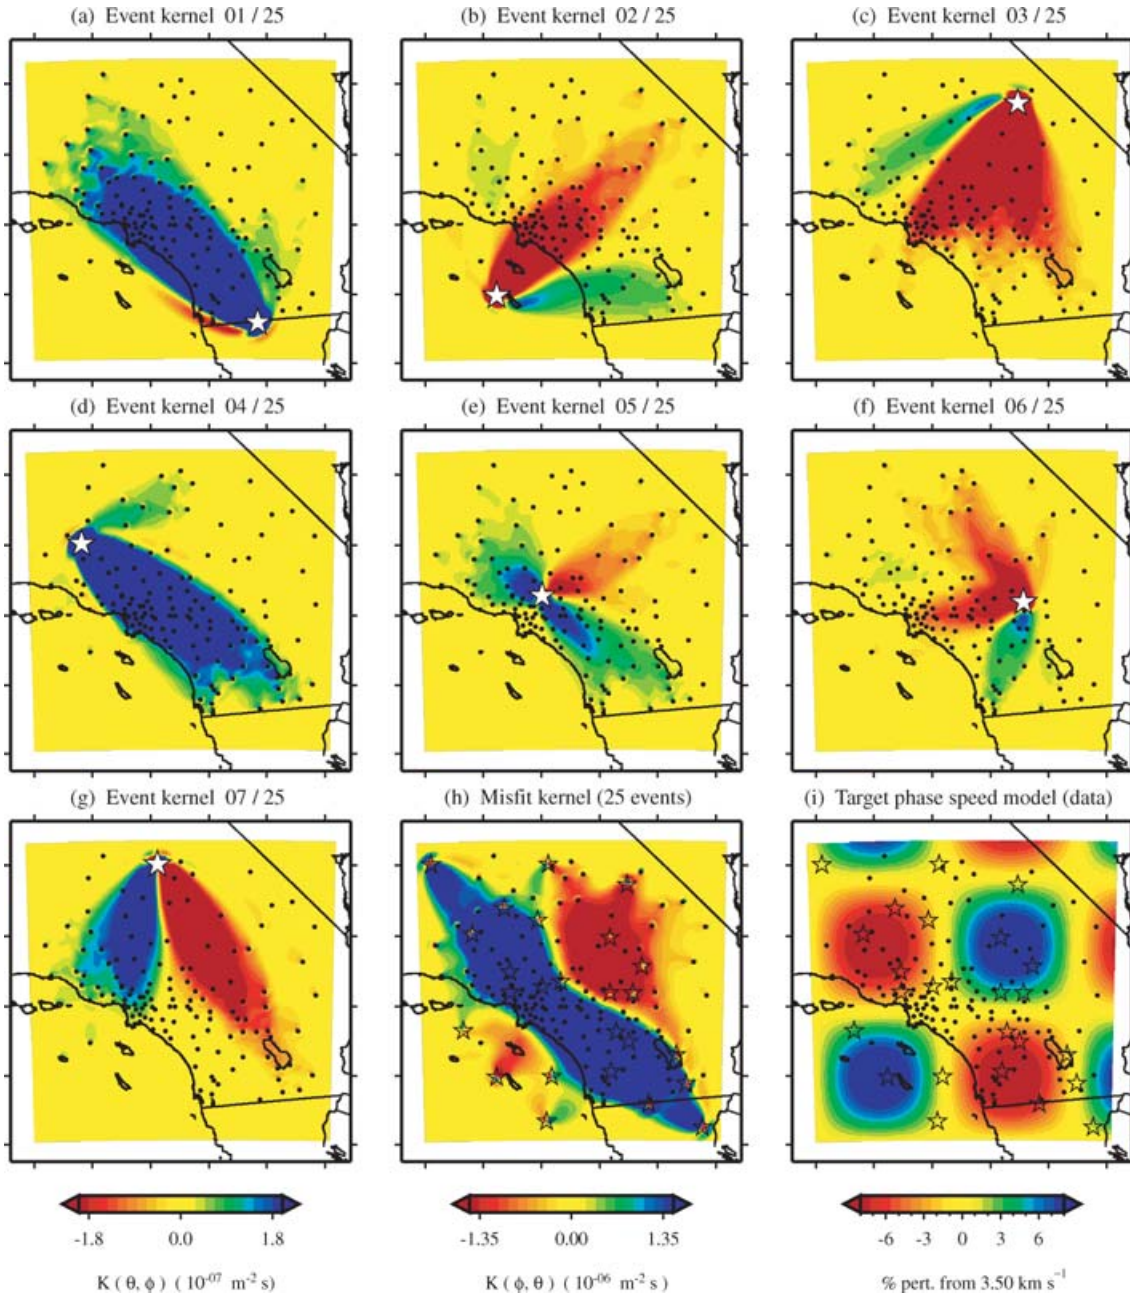 (a) Event kernel 01 / 25
(b) Event kernel 02 / 25
(c) Event kernel 03 / 25
(d) Event kernel 04 / 25
(e) Event kernel 05 / 25
(f) Event kernel 06 / 25
(g) Event kernel 07 / 25
(h) Misfit kernel (25 events)
(i) Target phase speed model (data)
-1.8 0.0 1.8
-1.35 0.00 1.35
-6 -3 0 3 6
K ( θ, ϕ ) ( 10⁻⁰⁷ m⁻² s)
K ( ϕ, θ ) ( 10⁻⁰⁶ m⁻² s)
% pert. from 3.50 km s⁻¹